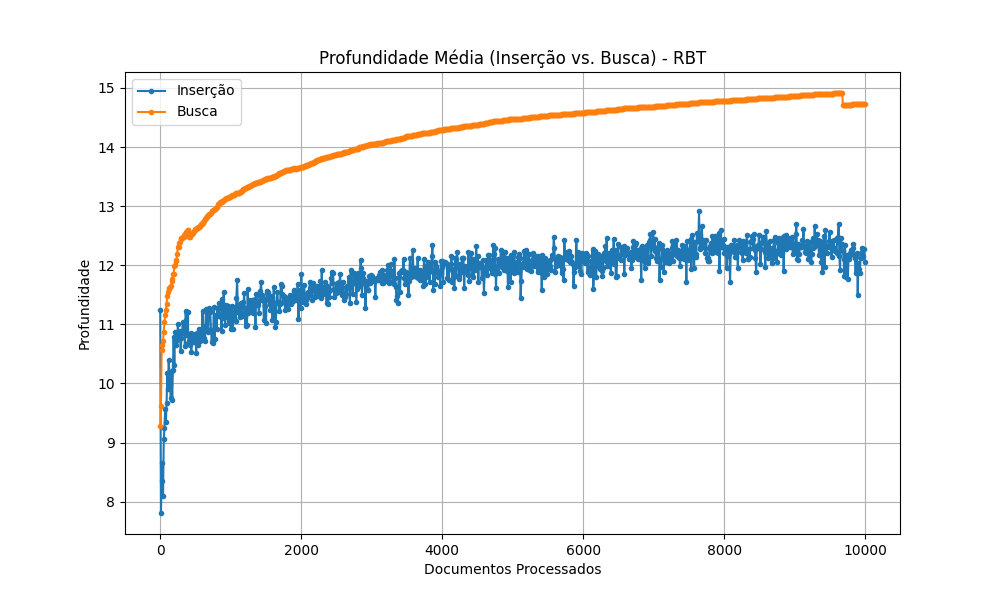 Profundidade Média (Inserção vs. Busca) - RBT
Inserção
Busca
Profundidade
15
14
13
12
11
10
9
8
0
2000
4000
6000
8000
10000
Documentos Processados